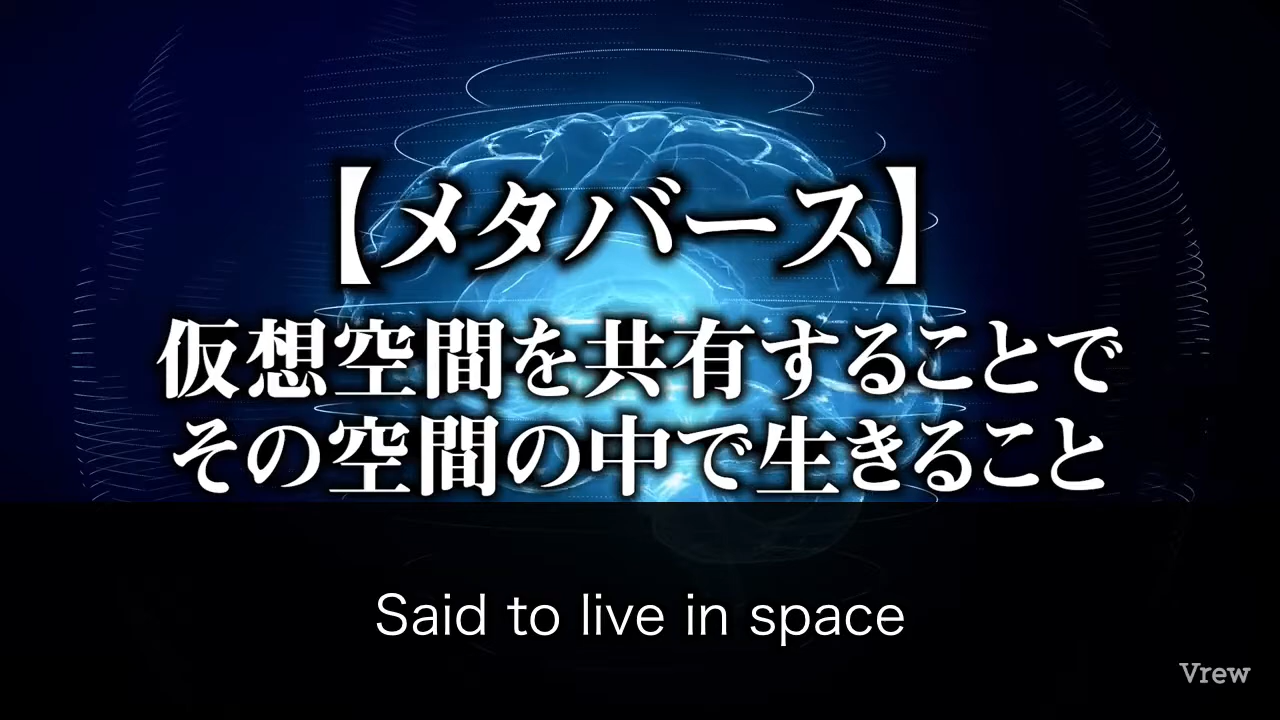 【メタバース】
仮想空間を共有することで
その空間の中で生きること
Said to live in space
Vrew